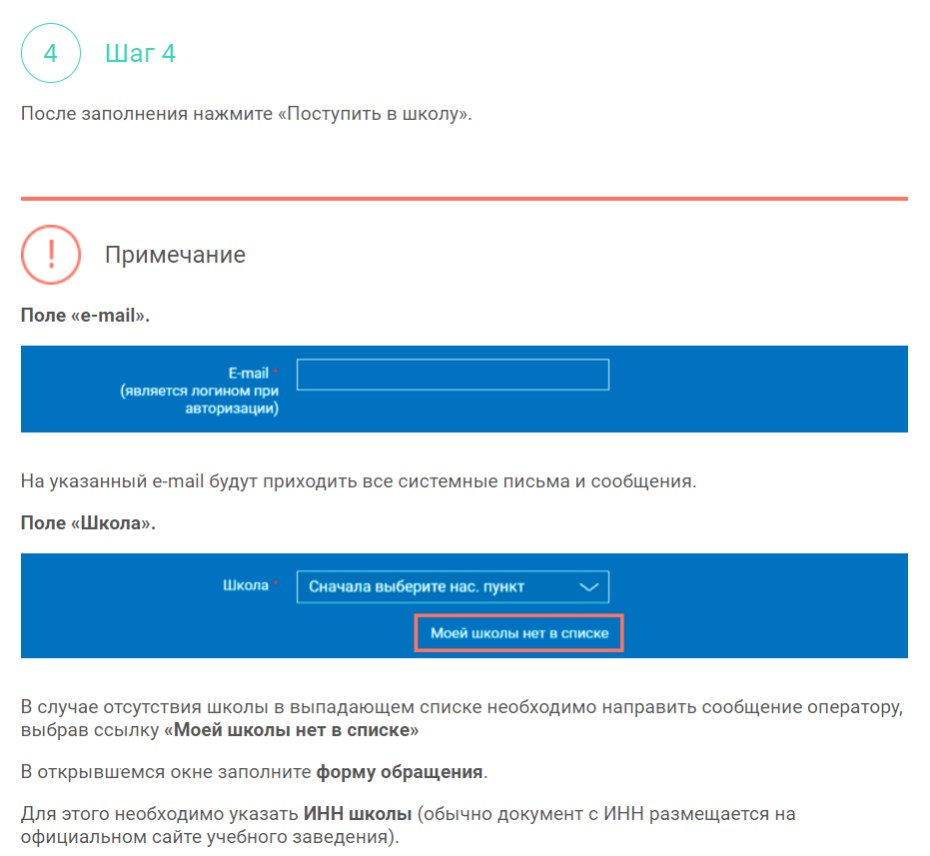 4 Шаг 4
После заполнения нажмите «Поступить в школу».
! Примечание
Поле «e-mail».
E-mail *
(является логином при
авторизации)
На указанный e-mail будут приходить все системные письма и сообщения.
Поле «Школа».
Школа * Сначала выберите нас. пункт
Моей школы нет в списке
В случае отсутствия школы в выпадающем списке необходимо направить сообщение оператору,
выбрав ссылку «Моей школы нет в списке»
В открывшемся окне заполните форму обращения.
Для этого необходимо указать ИНН школы (обычно документ с ИНН размещается на
официальном сайте учебного заведения).